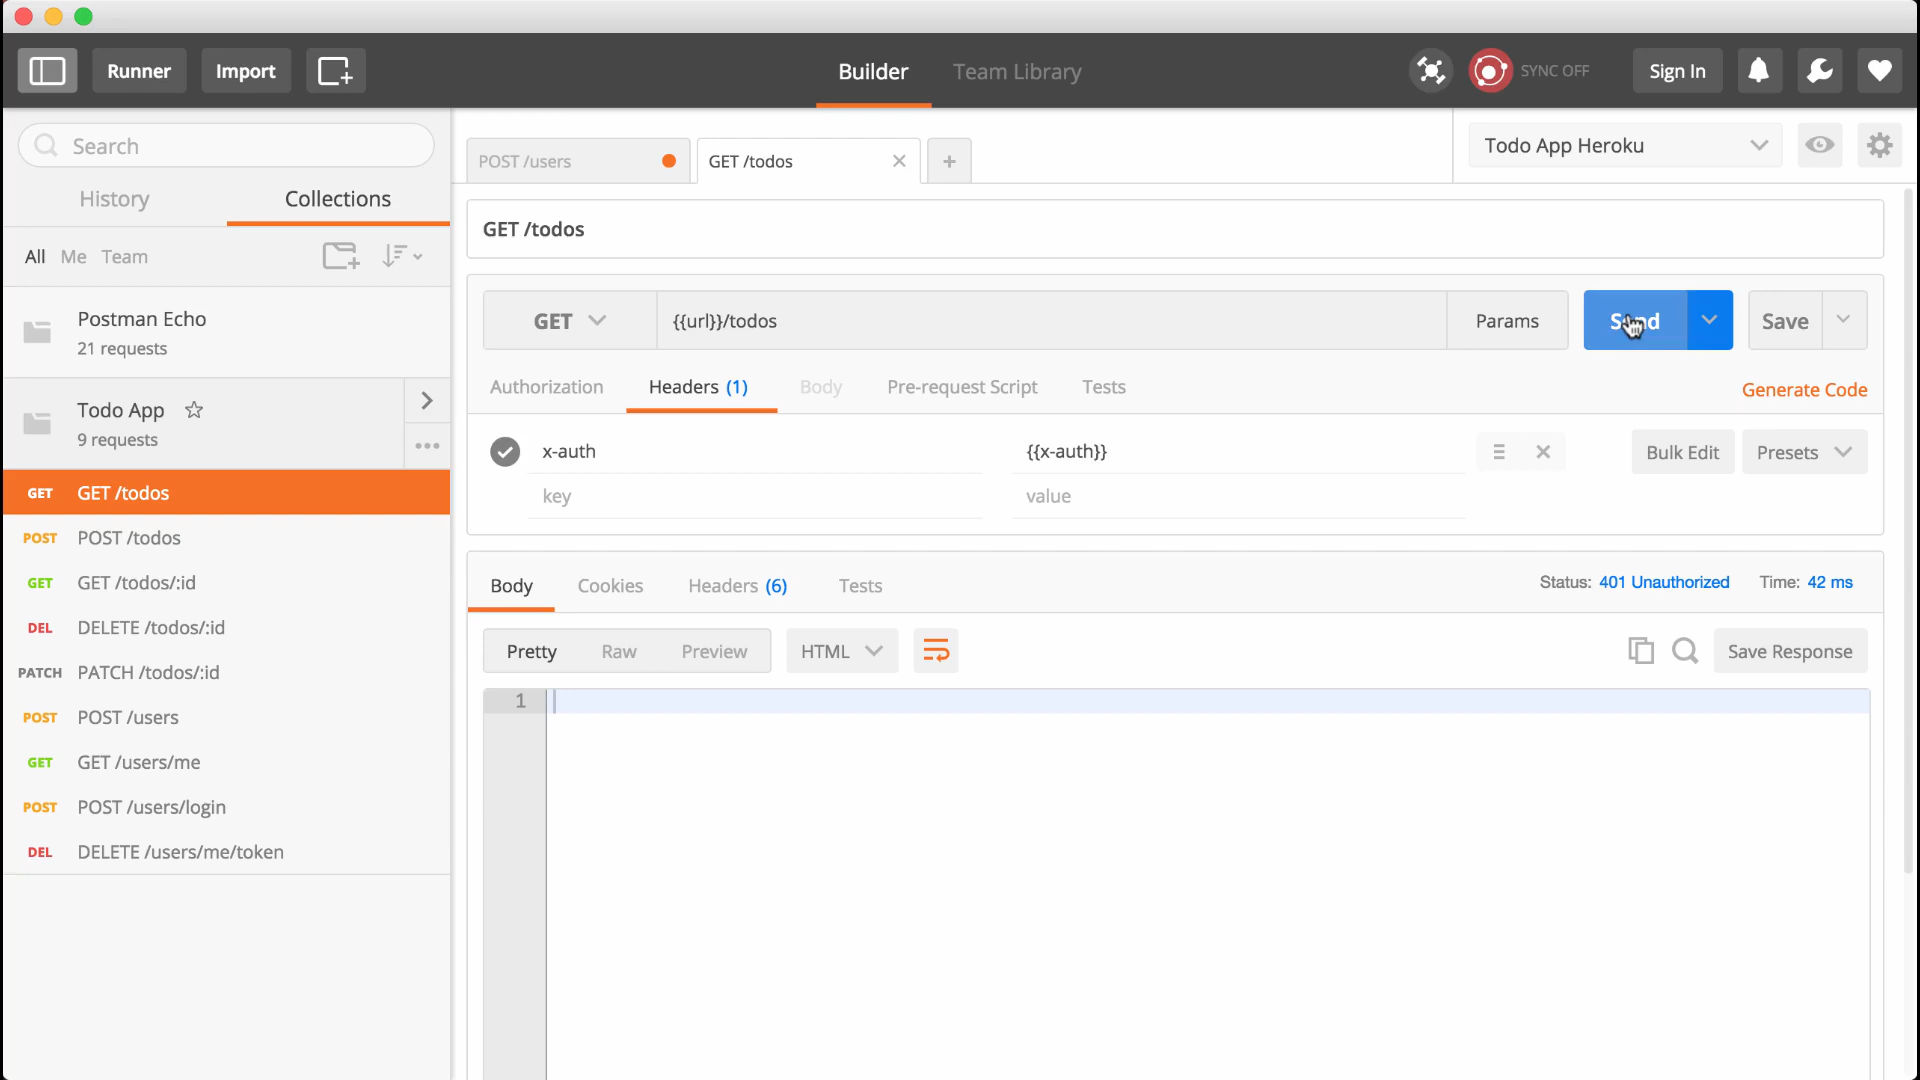 Runner Import Builder Team Library SYNC OFF Sign In
Search
History Collections
All Me Team
Postman Echo
21 requests
Todo App
9 requests
GET GET /todos
POST POST /todos
GET GET /todos/:id
DEL DELETE /todos/:id
PATCH PATCH /todos/:id
POST POST /users
GET GET /users/me
POST POST /users/login
DEL DELETE /users/me/token
POST /users GET /todos Todo App Heroku
GET /todos
GET {{url}}/todos Params Send Save
Authorization Headers (1) Body Pre-request Script Tests Generate Code
x-auth {{x-auth}} Bulk Edit Presets
key value
Body Cookies Headers (6) Tests Status: 401 Unauthorized Time: 42 ms
Pretty Raw Preview HTML Save Response
1